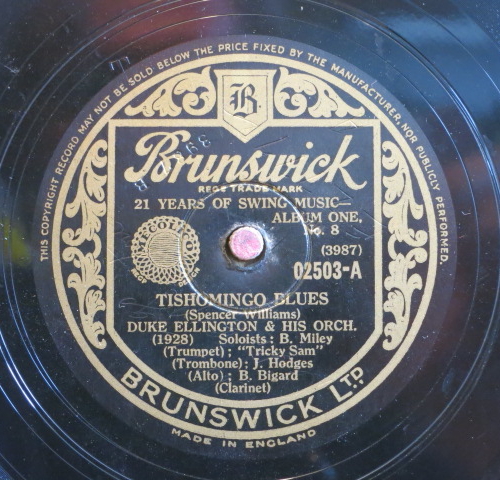 THIS COPYRIGHT RECORD MAY NOT BE SOLD BELOW THE PRICE FIXED BY THE MANUFACTURER, NOR PUBLICLY PERFORMED.
B
Brunswick
REGD TRADE MARK
21 YEARS OF SWING MUSIC—
ALBUM ONE,
No. 8
(3987)
02503-A
TISHOMINGO BLUES
(Spencer Williams)
DUKE ELLINGTON & HIS ORCH.
(1928) Soloists: B. Miley
(Trumpet); "Tricky Sam"
(Trombone); J. Hodges
(Alto); B. Bigard
(Clarinet)
BRUNSWICK LTD.
MADE IN ENGLAND